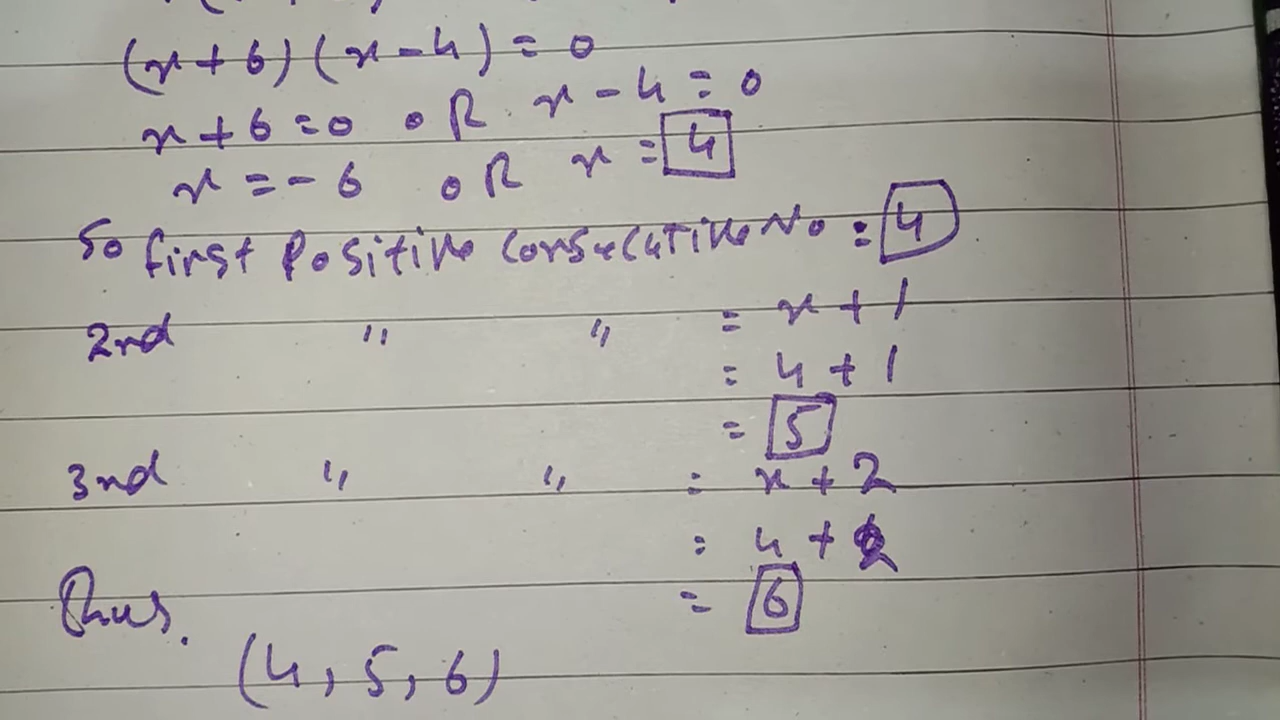 (x + 6) (x - 4) = 0
x + 6 = 0 OR x - 4 = 0
x = - 6 OR x = 4
So first Positive Consecutive No = 4
2nd " " = x + 1
= 4 + 1
= 5
3nd " " = x + 2
= 4 + 2
= 6
Thus.
(4, 5, 6)